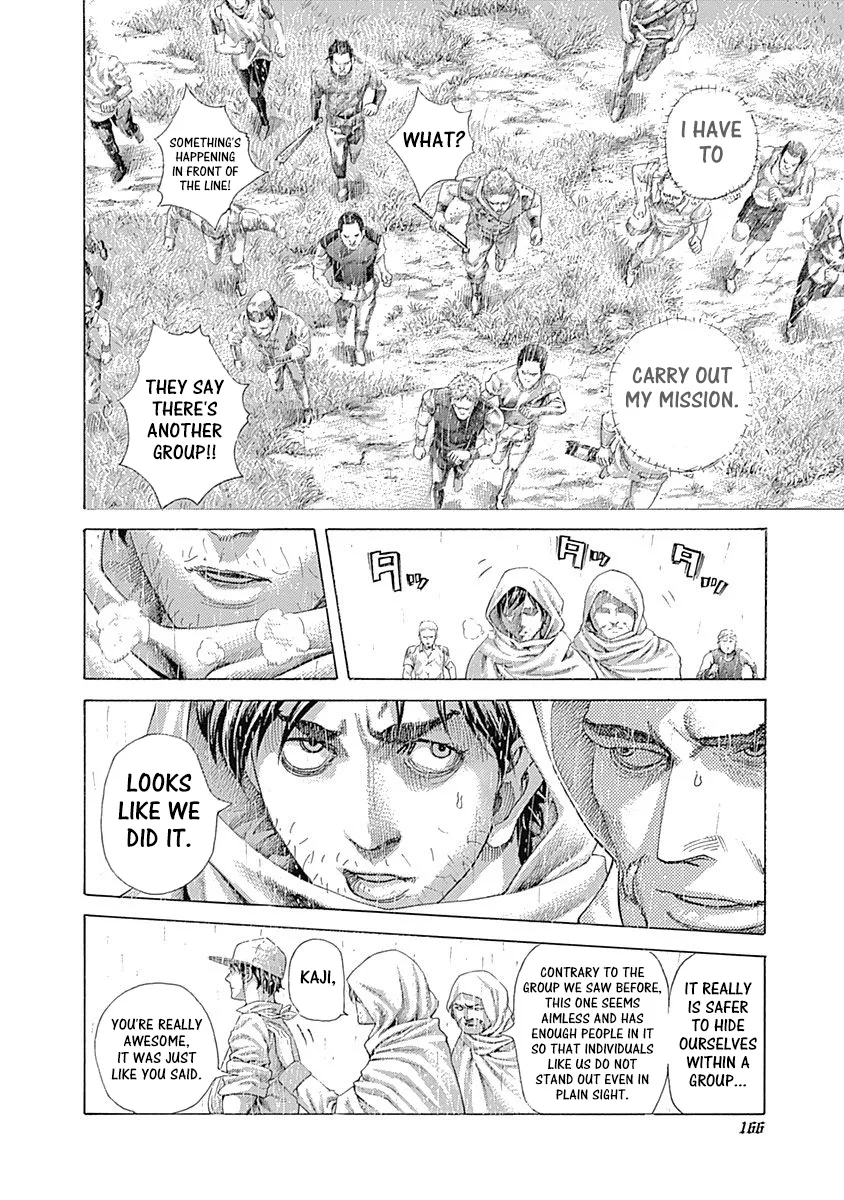 I HAVE
TO
WHAT?
SOMETHING'S
HAPPENING
IN FRONT OF
THE LINE!
CARRY OUT
MY MISSION.
THEY SAY
THERE'S
ANOTHER
GROUP!!
タッ
タッ
タッ
LOOKS
LIKE WE
DID IT.
IT REALLY
IS SAFER
TO HIDE
OURSELVES
WITHIN A
GROUP...
CONTRARY TO THE
GROUP WE SAW BEFORE,
THIS ONE SEEMS
AIMLESS AND HAS
ENOUGH PEOPLE IN IT
SO THAT INDIVIDUALS
LIKE US DO NOT
STAND OUT EVEN IN
PLAIN SIGHT.
KAJI,
YOU'RE REALLY
AWESOME,
IT WAS JUST
LIKE YOU SAID.
166